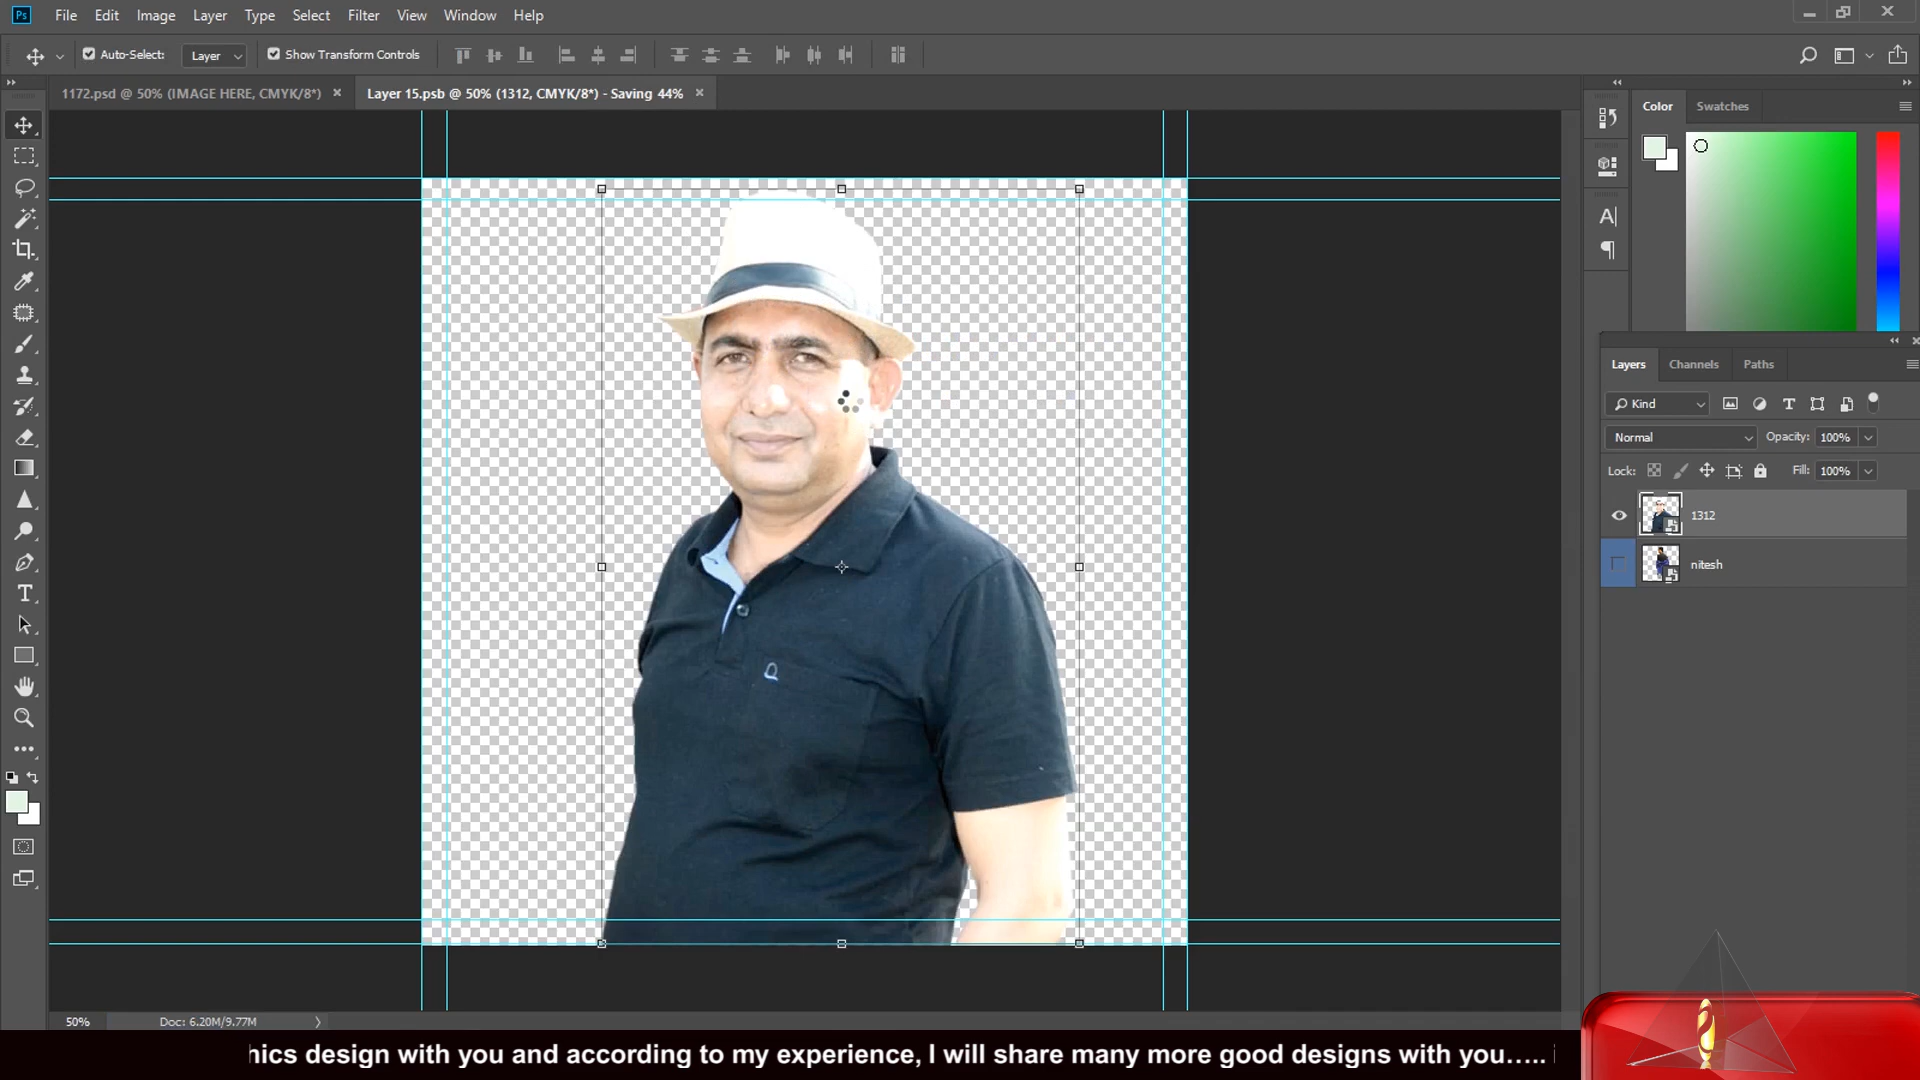 Ps File Edit Image Layer Type Select Filter View Window Help
Auto-Select: Layer Show Transform Controls
1172.psd @ 50% (IMAGE HERE, CMYK/8*) × Layer 15.psb @ 50% (1312, CMYK/8*) - Saving 44% ×
Color Swatches
Layers Channels Paths
Kind
Normal Opacity: 100%
Lock: Fill: 100%
1312
nitesh
50% Doc: 6.20M/9.77M
hics design with you and according to my experience, I will share many more good designs with you…..